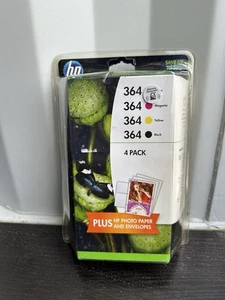 hp
364
364 Magenta
364 Yellow
364 Black
4 PACK
PLUS HP PHOTO PAPER
AND ENVELOPES